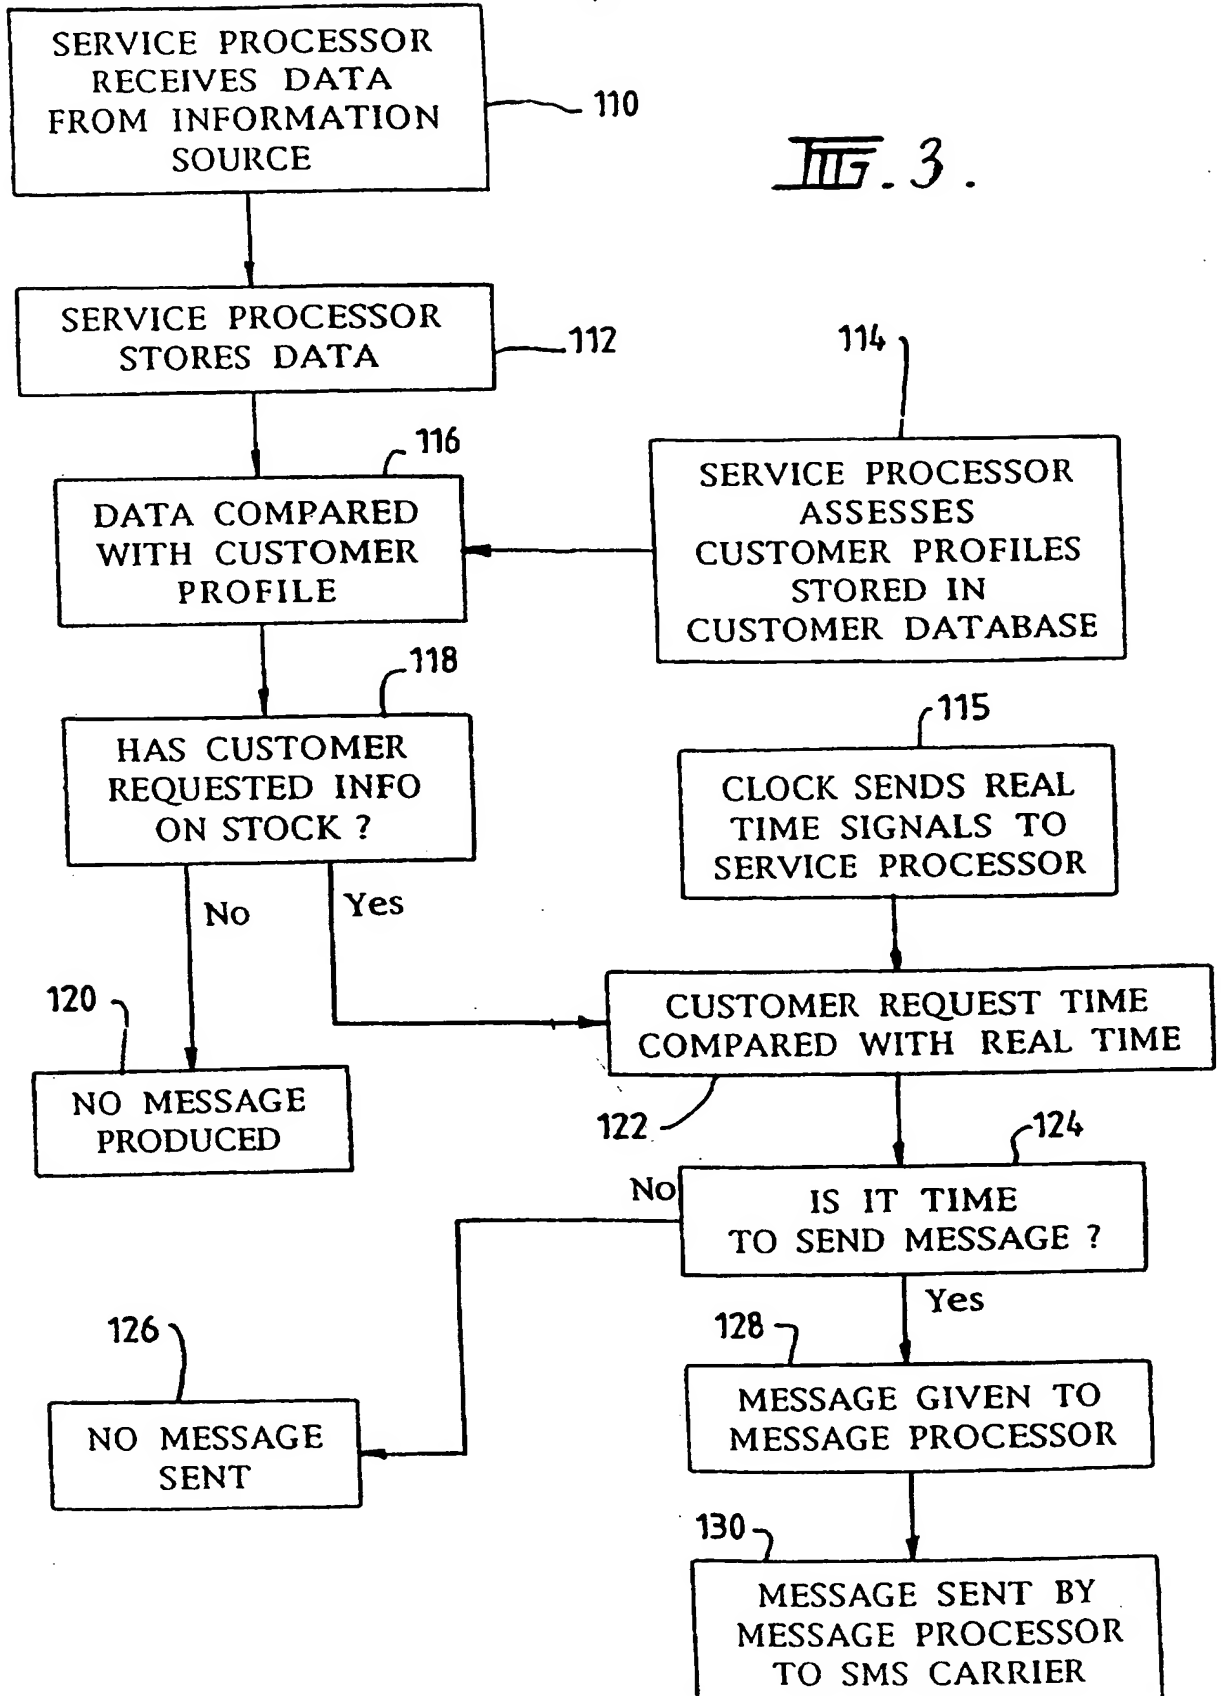 SERVICE PROCESSOR
RECEIVES DATA
FROM INFORMATION
SOURCE
110
FIG. 3.
SERVICE PROCESSOR
STORES DATA
112
114
116
DATA COMPARED
WITH CUSTOMER
PROFILE
SERVICE PROCESSOR
ASSESSES
CUSTOMER PROFILES
STORED IN
CUSTOMER DATABASE
118
HAS CUSTOMER
REQUESTED INFO
ON STOCK ?
115
CLOCK SENDS REAL
TIME SIGNALS TO
SERVICE PROCESSOR
No
Yes
120
NO MESSAGE
PRODUCED
CUSTOMER REQUEST TIME
COMPARED WITH REAL TIME
122
124
No
IS IT TIME
TO SEND MESSAGE ?
Yes
126
NO MESSAGE
SENT
128
MESSAGE GIVEN TO
MESSAGE PROCESSOR
130
MESSAGE SENT BY
MESSAGE PROCESSOR
TO SMS CARRIER